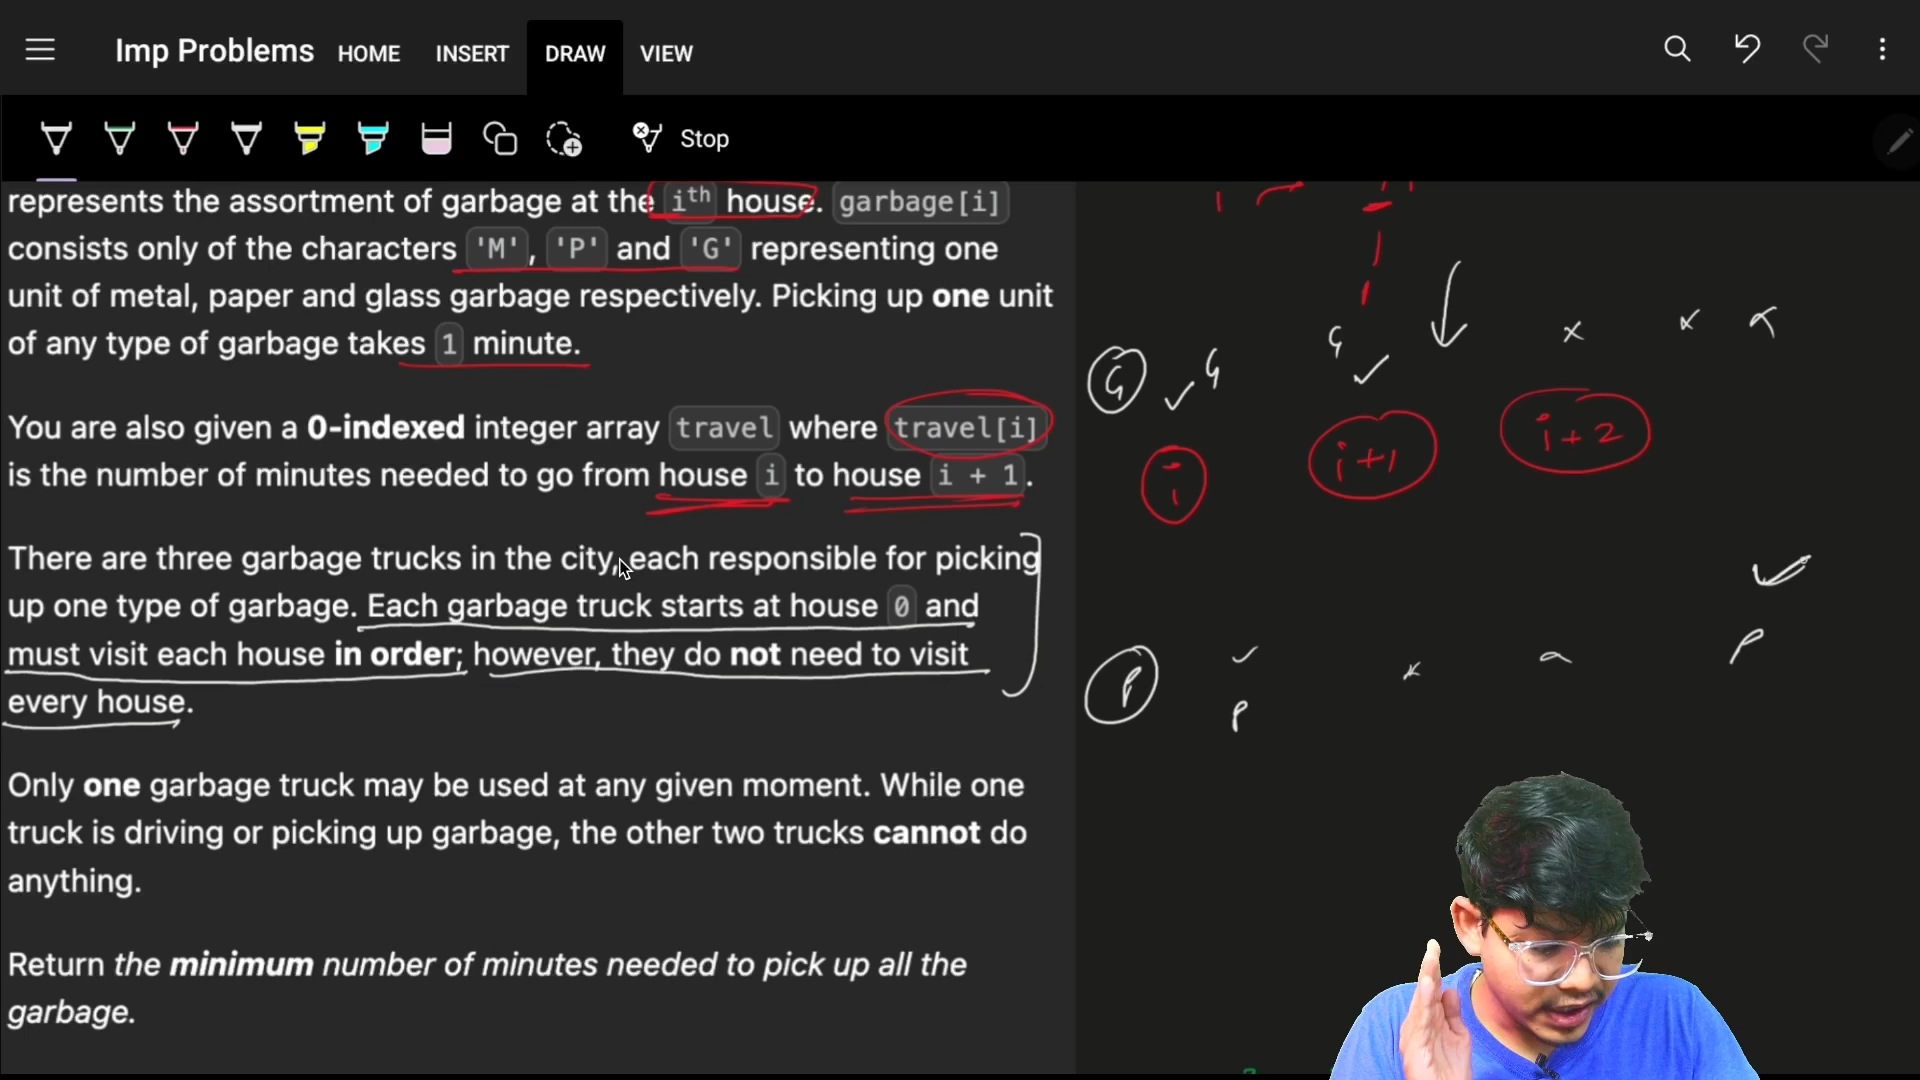 Imp Problems HOME INSERT DRAW VIEW
Stop
represents the assortment of garbage at the ith house. garbage[i]
consists only of the characters 'M', 'P' and 'G' representing one
unit of metal, paper and glass garbage respectively. Picking up one unit
of any type of garbage takes 1 minute.
You are also given a 0-indexed integer array travel where travel[i]
is the number of minutes needed to go from house i to house i + 1.
There are three garbage trucks in the city, each responsible for picking
up one type of garbage. Each garbage truck starts at house 0 and
must visit each house in order; however, they do not need to visit
every house.
Only one garbage truck may be used at any given moment. While one
truck is driving or picking up garbage, the other two trucks cannot do
anything.
Return the minimum number of minutes needed to pick up all the
garbage.
G G G
i i+1 i+2
P P
P